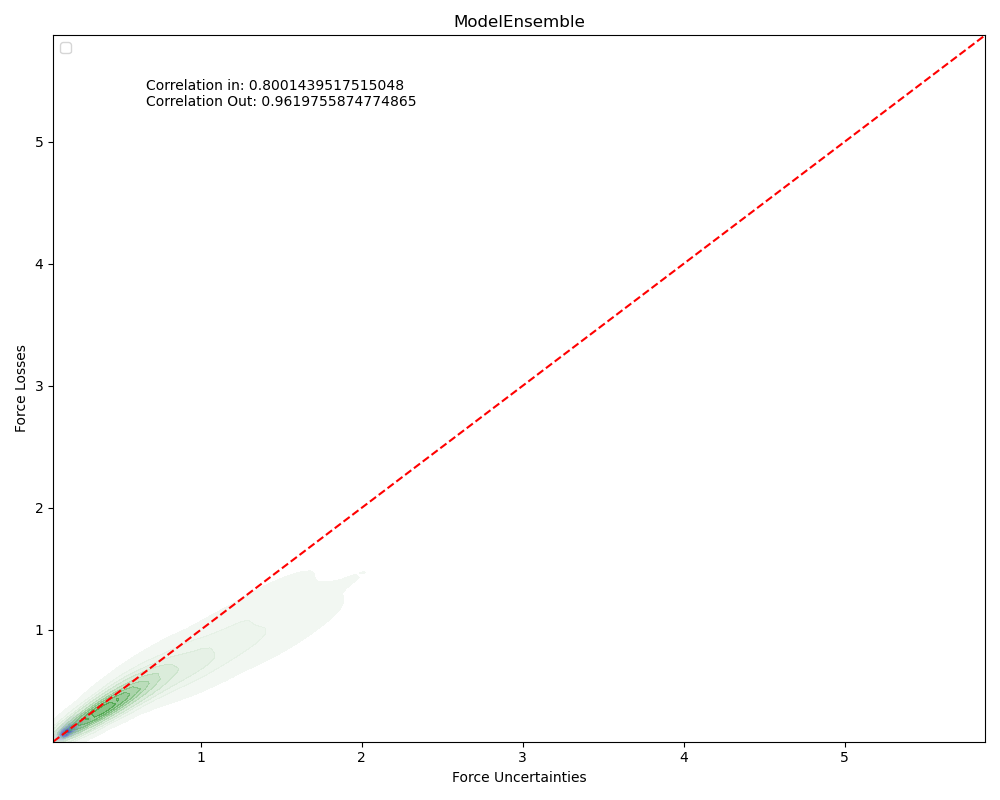 ModelEnsemble
Correlation in: 0.8001439517515048
Correlation Out: 0.9619755874774865
Force Losses
5
4
3
2
1
1 2 3 4 5
Force Uncertainties